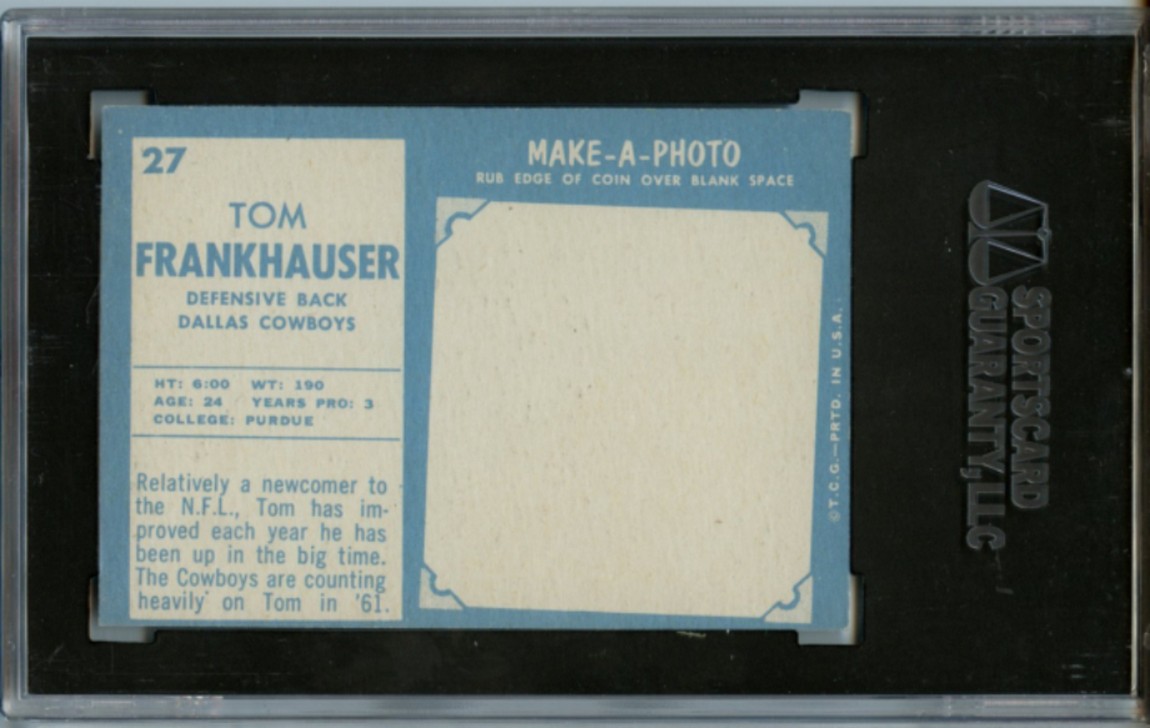 27
TOM
FRANKHAUSER
DEFENSIVE BACK
DALLAS COWBOYS
HT: 6:00 WT: 190
AGE: 24 YEARS PRO: 3
COLLEGE: PURDUE
Relatively a newcomer to
the N.F.L., Tom has im-
proved each year he has
been up in the big time.
The Cowboys are counting
heavily on Tom in '61.
MAKE-A-PHOTO
RUB EDGE OF COIN OVER BLANK SPACE
©T.C.G.—PRTD. IN U.S.A.
SPORTSCARD
GUARANTY, LLC